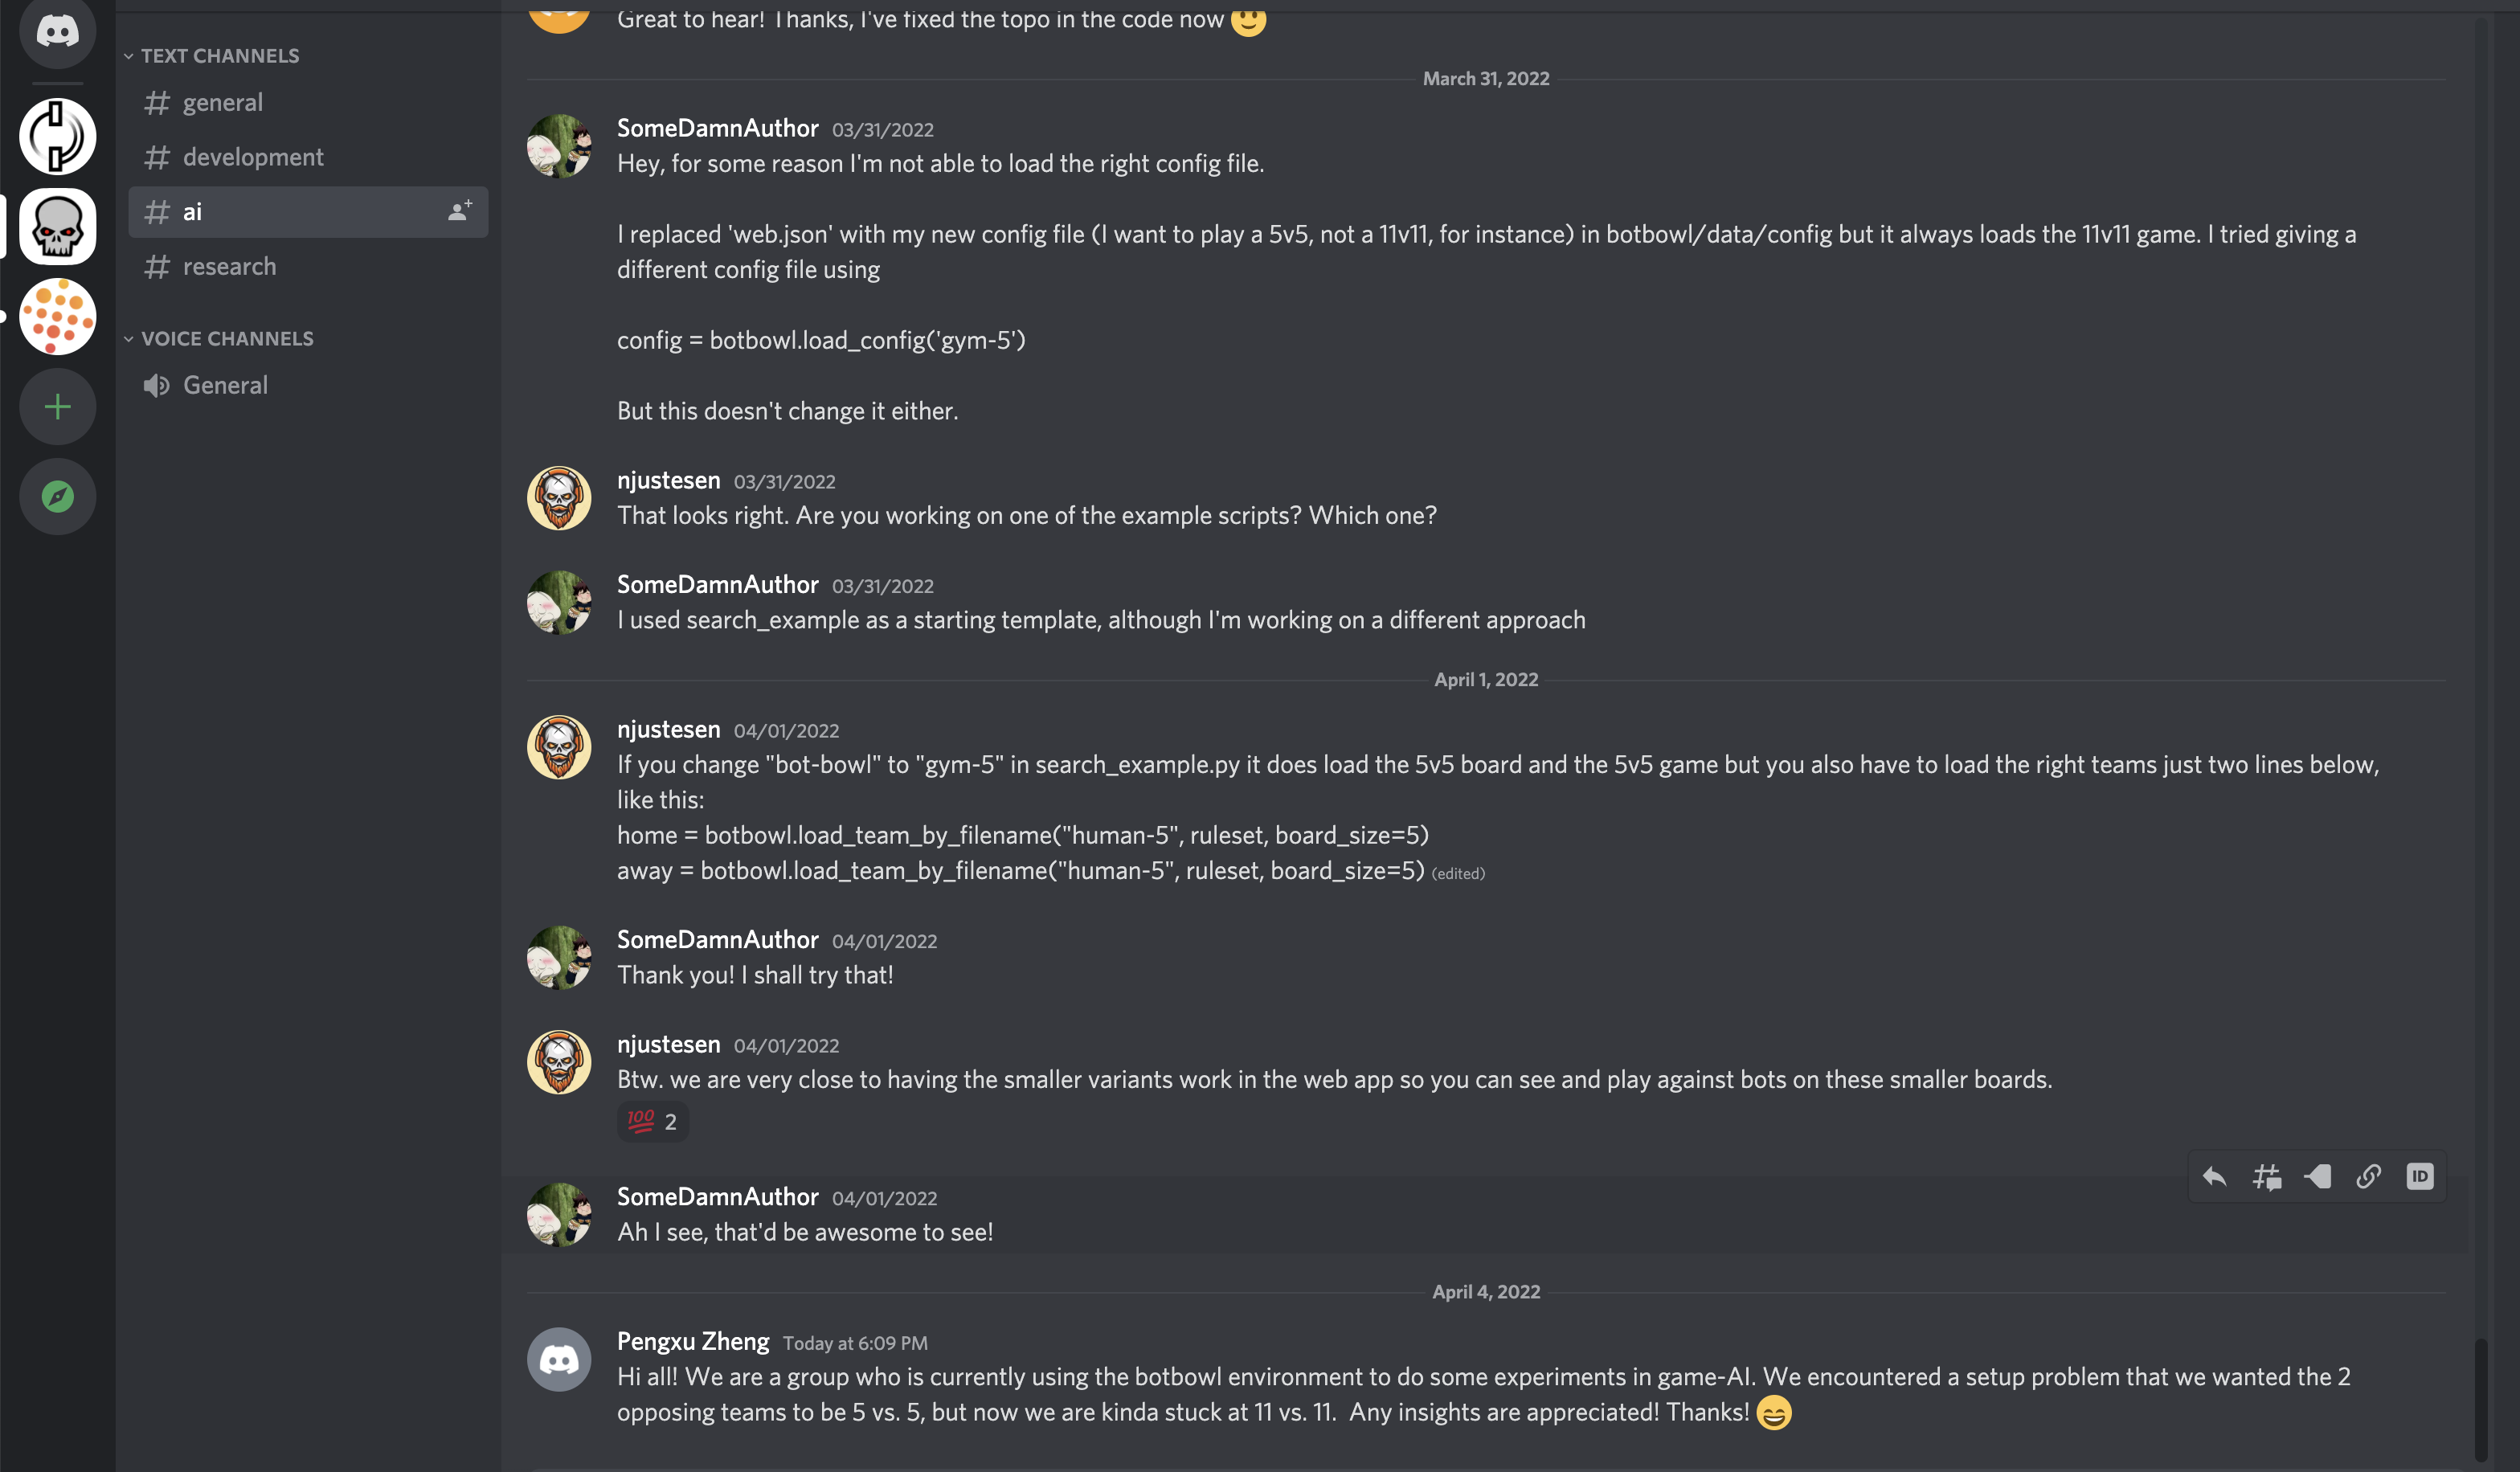 TEXT CHANNELS
general
development
ai
research
VOICE CHANNELS
General
Great to hear! Thanks, I've fixed the topo in the code now
March 31, 2022
SomeDamnAuthor 03/31/2022
Hey, for some reason I'm not able to load the right config file.
I replaced 'web.json' with my new config file (I want to play a 5v5, not a 11v11, for instance) in botbowl/data/config but it always loads the 11v11 game. I tried giving a
different config file using
config = botbowl.load_config('gym-5')
But this doesn't change it either.
njustesen 03/31/2022
That looks right. Are you working on one of the example scripts? Which one?
SomeDamnAuthor 03/31/2022
I used search_example as a starting template, although I'm working on a different approach
April 1, 2022
njustesen 04/01/2022
If you change "bot-bowl" to "gym-5" in search_example.py it does load the 5v5 board and the 5v5 game but you also have to load the right teams just two lines below,
like this:
home = botbowl.load_team_by_filename("human-5", ruleset, board_size=5)
away = botbowl.load_team_by_filename("human-5", ruleset, board_size=5) (edited)
SomeDamnAuthor 04/01/2022
Thank you! I shall try that!
njustesen 04/01/2022
Btw. we are very close to having the smaller variants work in the web app so you can see and play against bots on these smaller boards.
100 2
ID
SomeDamnAuthor 04/01/2022
Ah I see, that'd be awesome to see!
April 4, 2022
Pengxu Zheng Today at 6:09 PM
Hi all! We are a group who is currently using the botbowl environment to do some experiments in game-AI. We encountered a setup problem that we wanted the 2
opposing teams to be 5 vs. 5, but now we are kinda stuck at 11 vs. 11. Any insights are appreciated! Thanks!